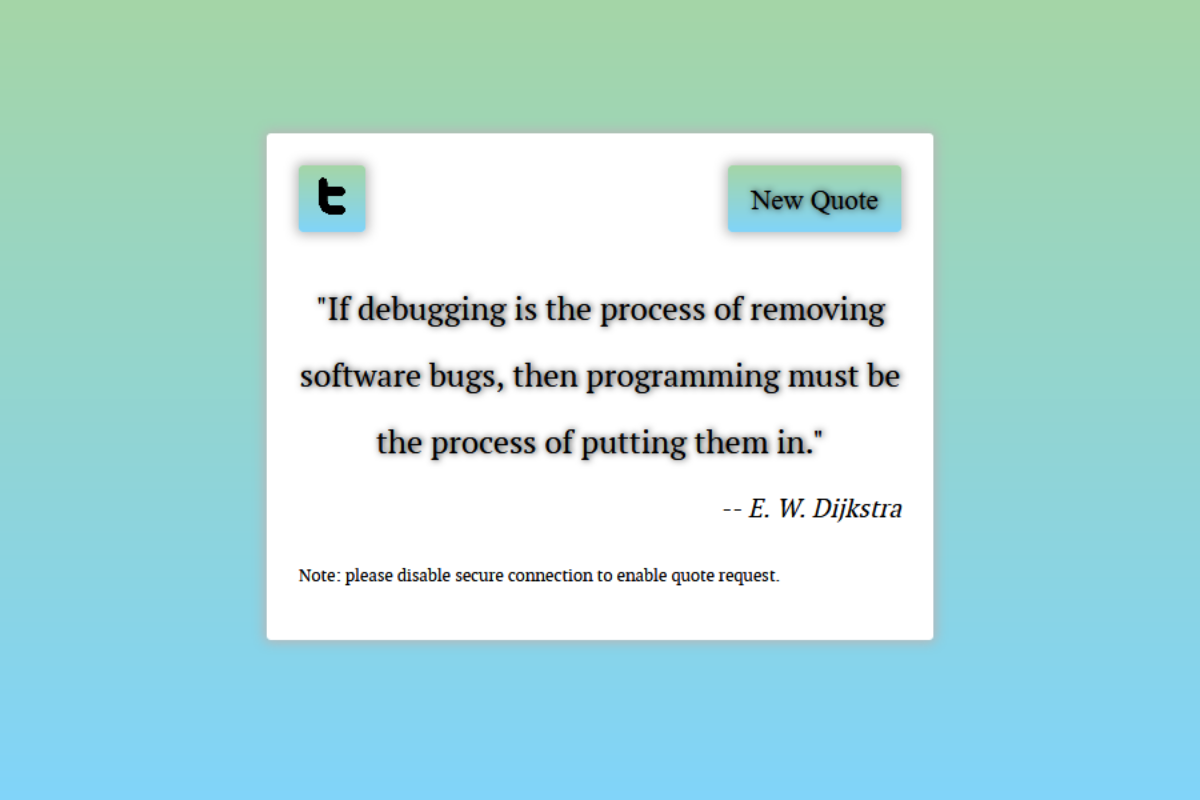 t
New Quote
"If debugging is the process of removing
software bugs, then programming must be
the process of putting them in."
-- E. W. Dijkstra
Note: please disable secure connection to enable quote request.